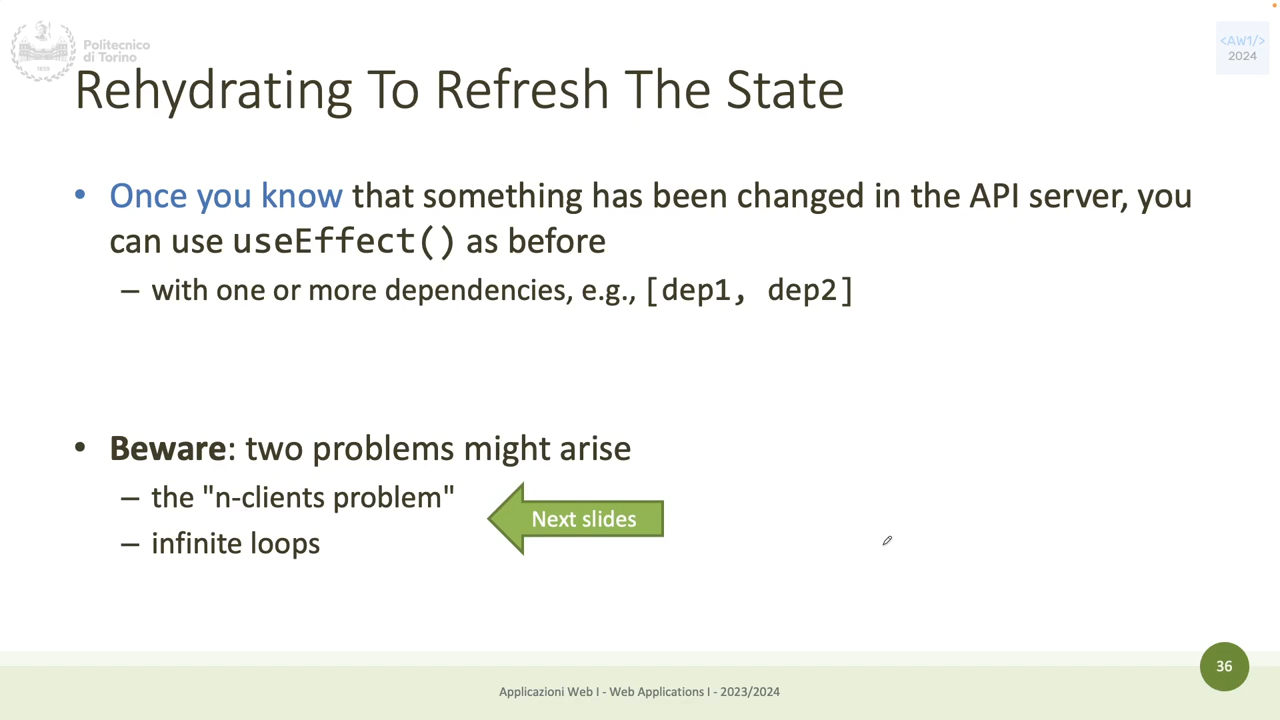 Politecnico
di Torino
1859
<AW1/>
2024
Rehydrating To Refresh The State
• Once you know that something has been changed in the API server, you
can use useEffect() as before
– with one or more dependencies, e.g., [dep1, dep2]
• Beware: two problems might arise
– the "n-clients problem"
– infinite loops
Next slides
Applicazioni Web I - Web Applications I - 2023/2024
36